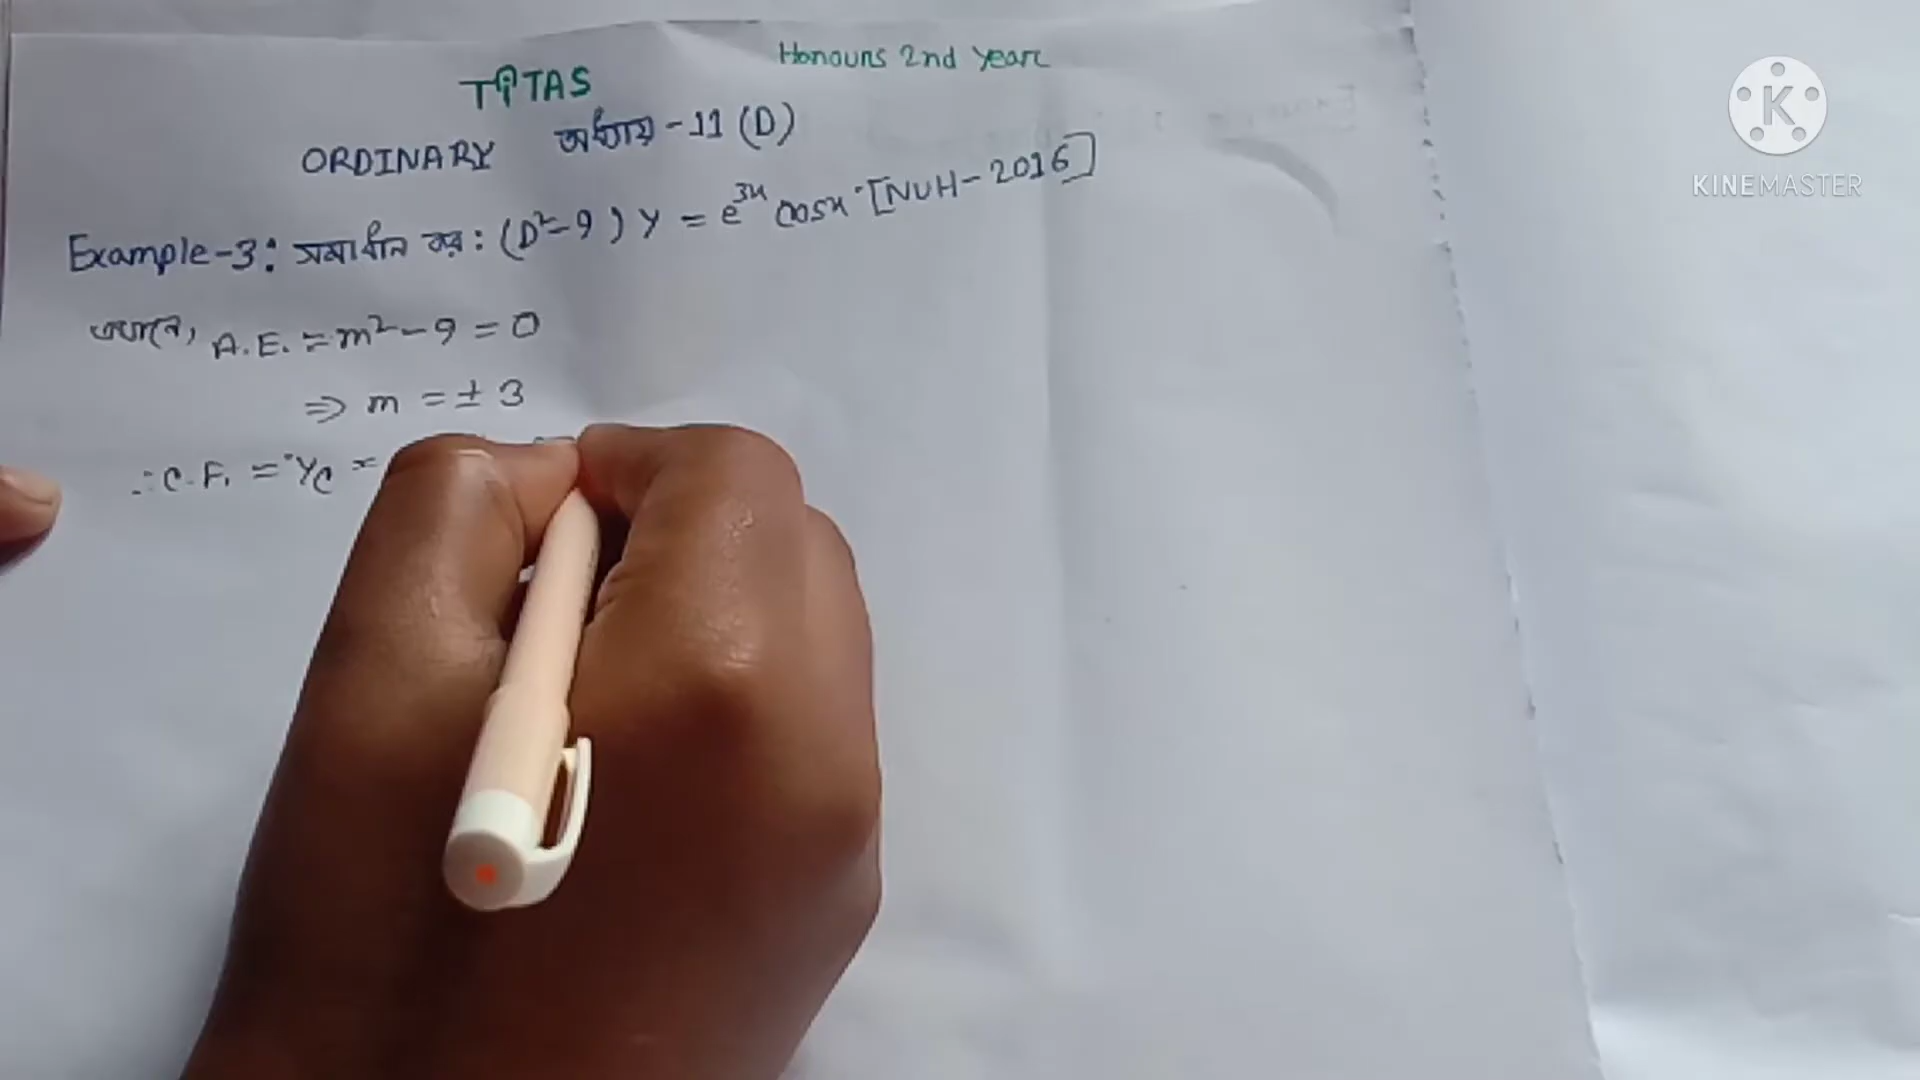 Honours 2nd Year
TITAS
ORDINARY অধ্যায় - 11 (D)
Example-3: সমাধান কর: (D²-9) y = e³ˣ cosx · [NUH-2016]
এখানে, A.E. = m² - 9 = 0
⇒ m = ± 3
∴ C.F. = y꜀ =
KINEMASTER